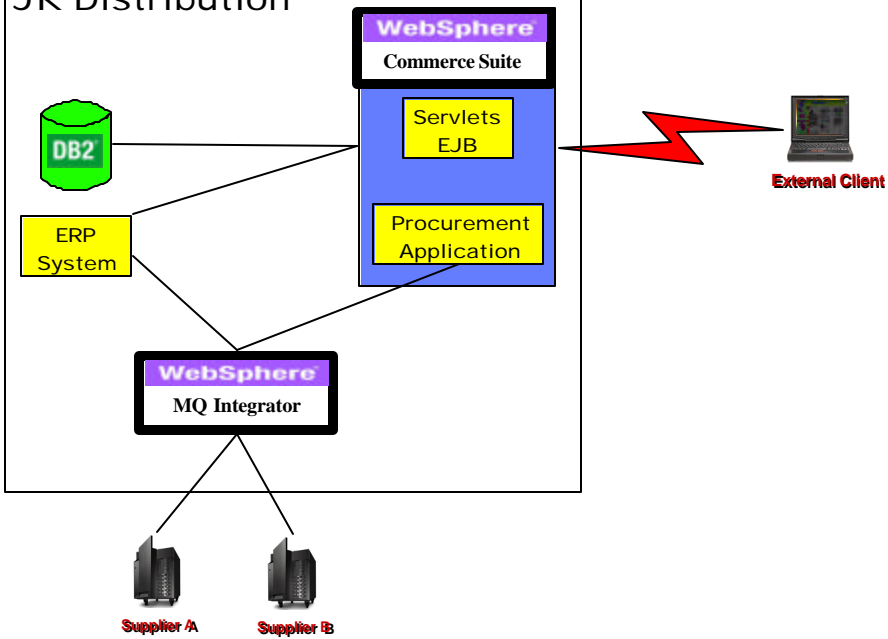 JK Distribution
WebSphere
Commerce Suite
Servlets
EJB
DB2
External Client
ERP
System
Procurement
Application
WebSphere
MQ Integrator
Supplier A
Supplier B